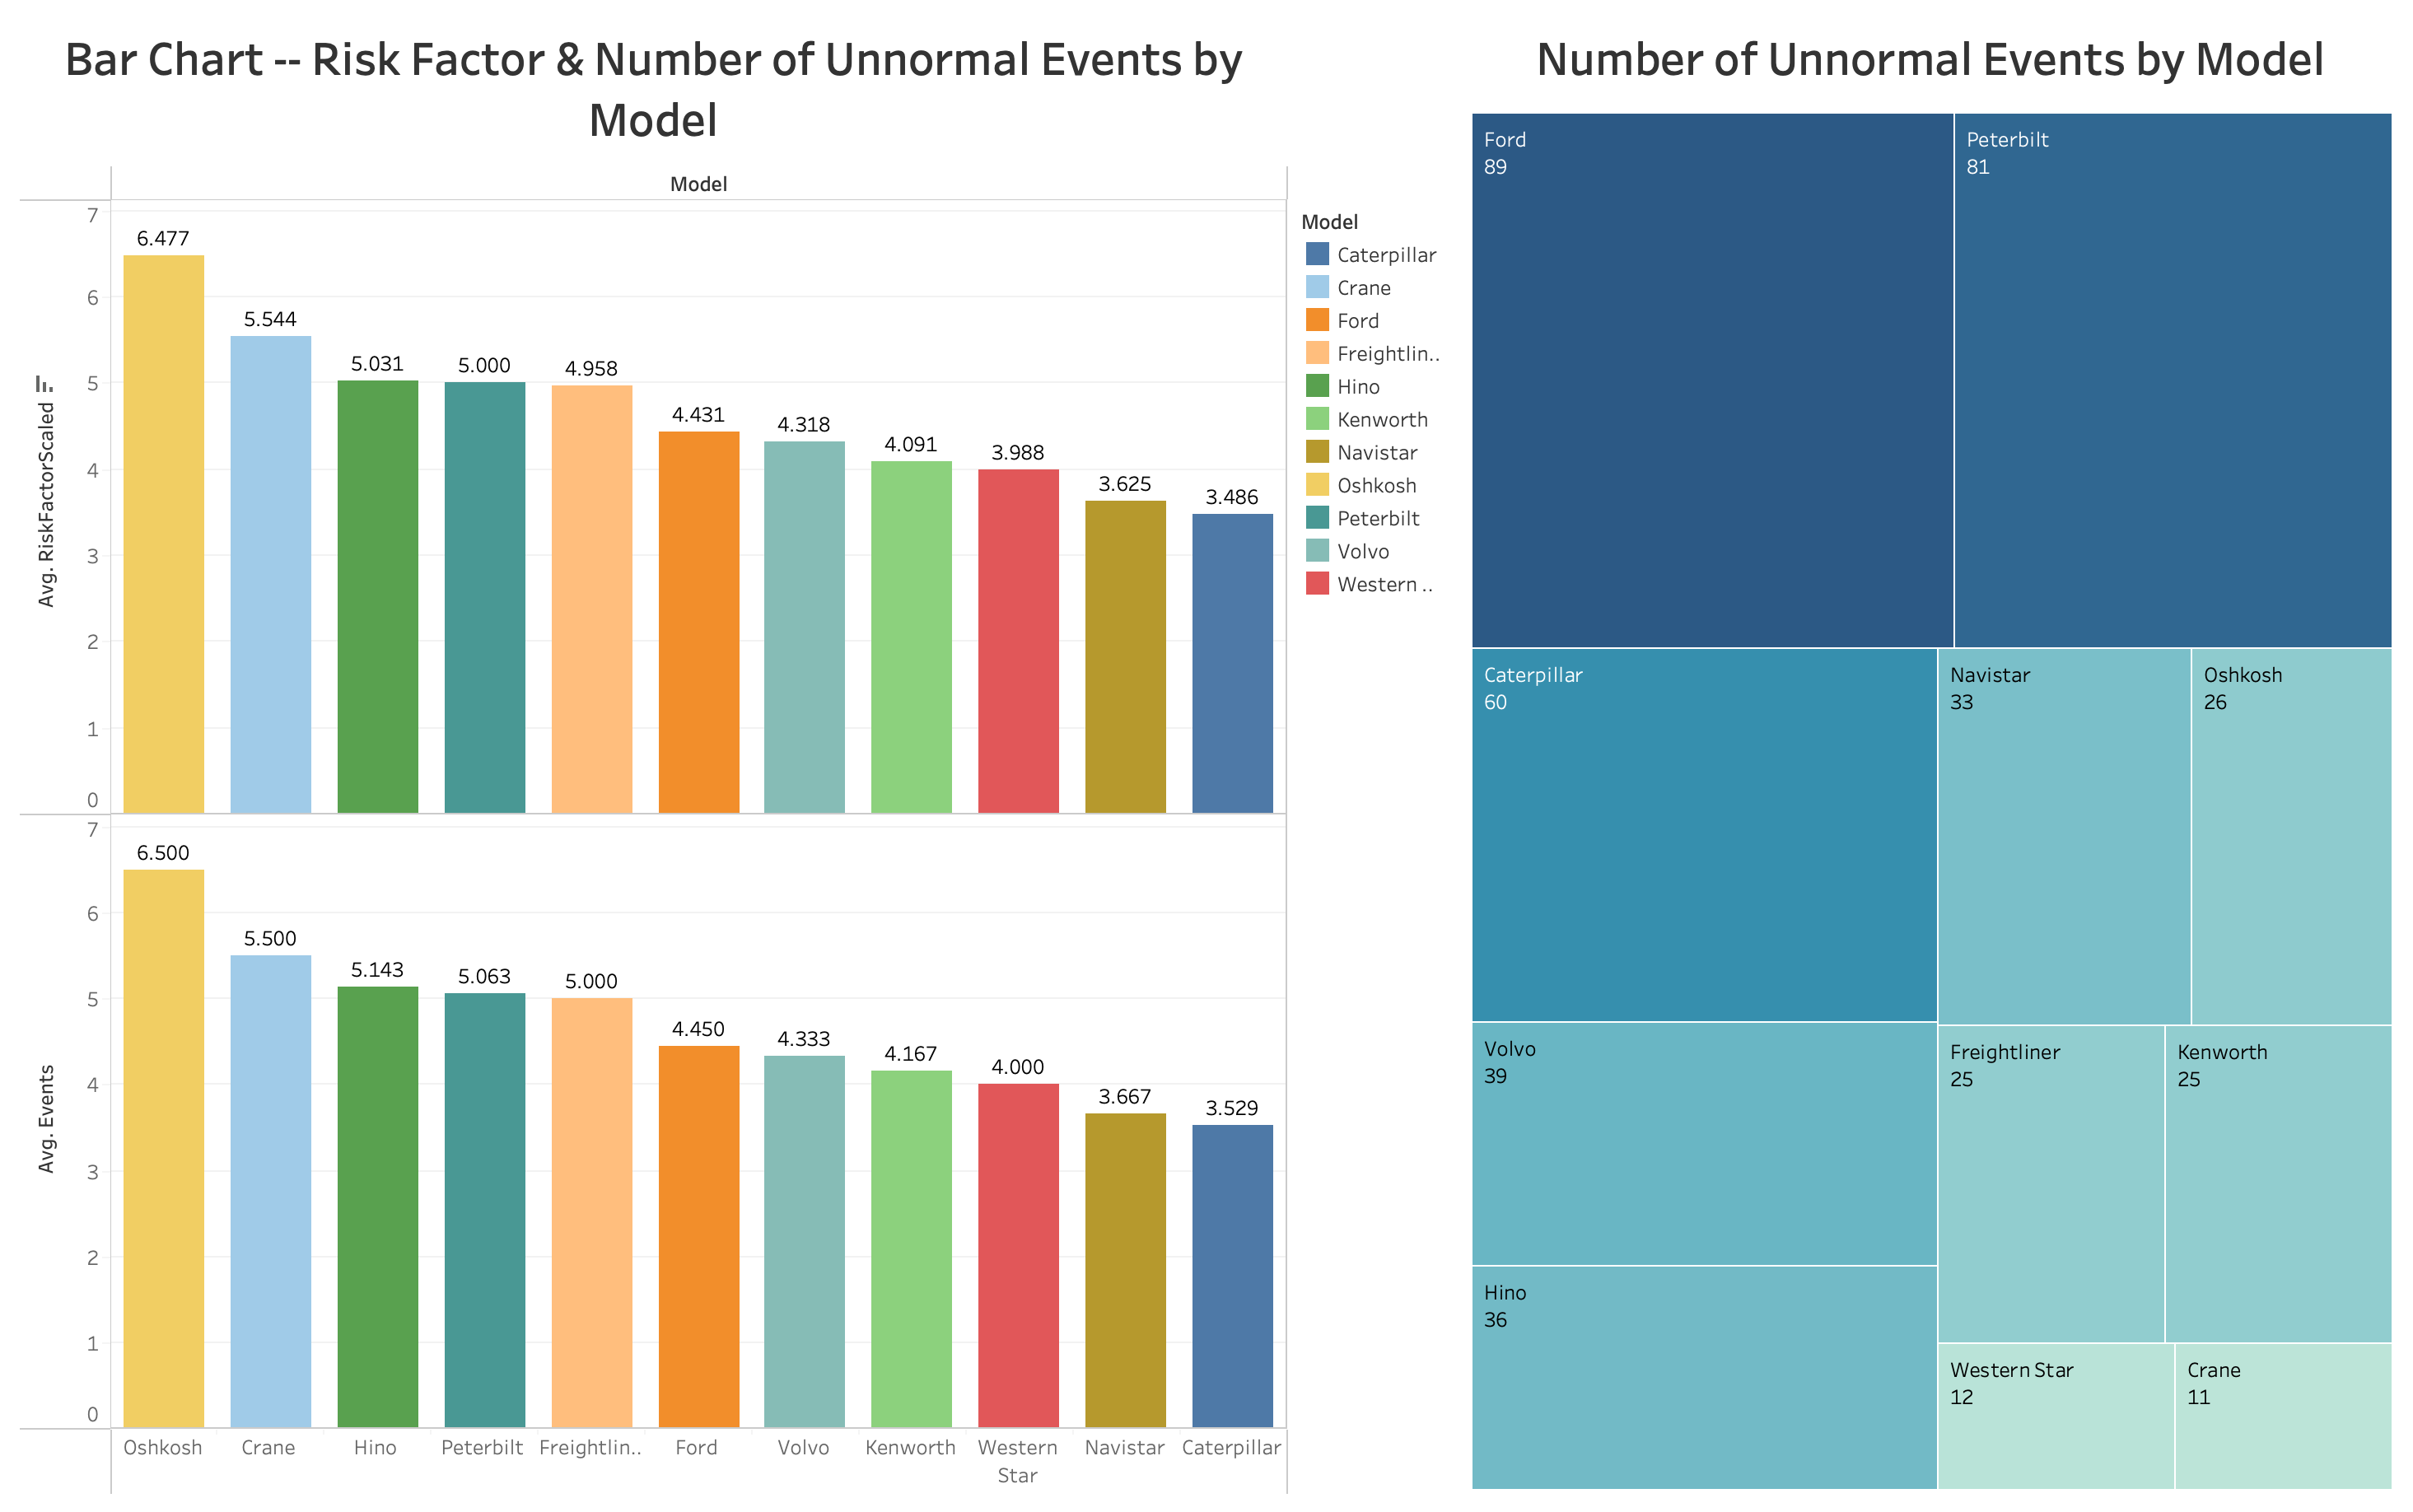 Bar Chart -- Risk Factor & Number of Unnormal Events by
Model
Model
Avg. RiskFactorScaled
7
6
5
4
3
2
1
0
6.477
5.544
5.031
5.000
4.958
4.431
4.318
4.091
3.988
3.625
3.486
Avg. Events
7
6
5
4
3
2
1
0
6.500
5.500
5.143
5.063
5.000
4.450
4.333
4.167
4.000
3.667
3.529
Oshkosh
Crane
Hino
Peterbilt
Freightlin..
Ford
Volvo
Kenworth
Western
Star
Navistar
Caterpillar
Model
Caterpillar
Crane
Ford
Freightlin..
Hino
Kenworth
Navistar
Oshkosh
Peterbilt
Volvo
Western ..
Number of Unnormal Events by Model
Ford
89
Peterbilt
81
Caterpillar
60
Navistar
33
Oshkosh
26
Volvo
39
Freightliner
25
Kenworth
25
Hino
36
Western Star
12
Crane
11